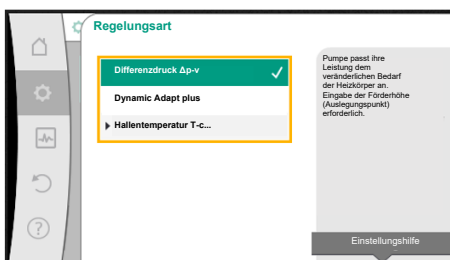 Regelungsart
Differenzdruck Δp-v
Dynamic Adapt plus
Hallentemperatur T-c...
Pumpe passt ihre
Leistung dem
veränderlichen Bedarf
der Heizkörper an.
Eingabe der Förderhöhe
(Auslegungspunkt)
erforderlich.
Einstellungshilfe